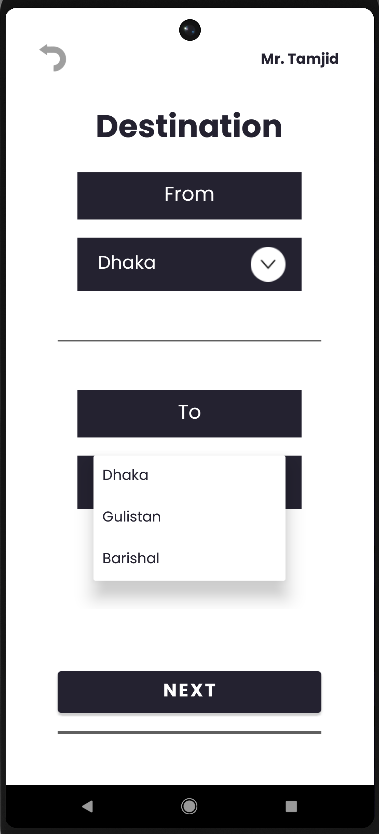 Mr. Tamjid
Destination
From
Dhaka
To
Dhaka
Gulistan
Barishal
NEXT